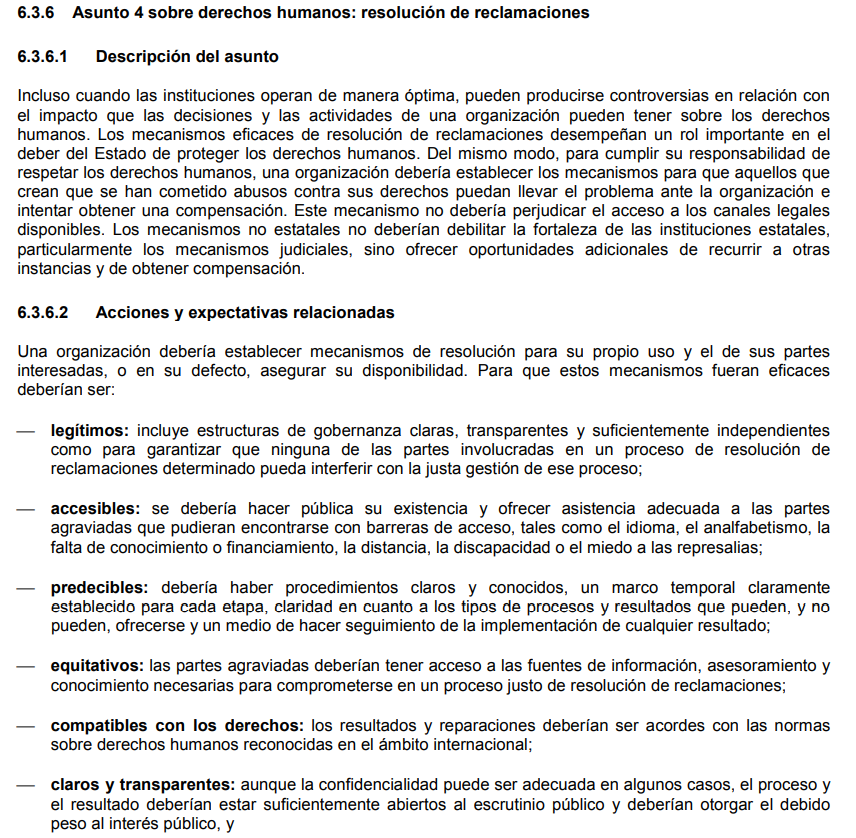 6.3.6 Asunto 4 sobre derechos humanos: resolución de reclamaciones
6.3.6.1 Descripción del asunto
Incluso cuando las instituciones operan de manera óptima, pueden producirse controversias en relación con
el impacto que las decisiones y las actividades de una organización pueden tener sobre los derechos
humanos. Los mecanismos eficaces de resolución de reclamaciones desempeñan un rol importante en el
deber del Estado de proteger los derechos humanos. Del mismo modo, para cumplir su responsabilidad de
respetar los derechos humanos, una organización debería establecer los mecanismos para que aquellos que
crean que se han cometido abusos contra sus derechos puedan llevar el problema ante la organización e
intentar obtener una compensación. Este mecanismo no debería perjudicar el acceso a los canales legales
disponibles. Los mecanismos no estatales no deberían debilitar la fortaleza de las instituciones estatales,
particularmente los mecanismos judiciales, sino ofrecer oportunidades adicionales de recurrir a otras
instancias y de obtener compensación.
6.3.6.2 Acciones y expectativas relacionadas
Una organización debería establecer mecanismos de resolución para su propio uso y el de sus partes
interesadas, o en su defecto, asegurar su disponibilidad. Para que estos mecanismos fueran eficaces
deberían ser:
— legítimos: incluye estructuras de gobernanza claras, transparentes y suficientemente independientes
como para garantizar que ninguna de las partes involucradas en un proceso de resolución de
reclamaciones determinado pueda interferir con la justa gestión de ese proceso;
— accesibles: se debería hacer pública su existencia y ofrecer asistencia adecuada a las partes
agraviadas que pudieran encontrarse con barreras de acceso, tales como el idioma, el analfabetismo, la
falta de conocimiento o financiamiento, la distancia, la discapacidad o el miedo a las represalias;
— predecibles: debería haber procedimientos claros y conocidos, un marco temporal claramente
establecido para cada etapa, claridad en cuanto a los tipos de procesos y resultados que pueden, y no
pueden, ofrecerse y un medio de hacer seguimiento de la implementación de cualquier resultado;
— equitativos: las partes agraviadas deberían tener acceso a las fuentes de información, asesoramiento y
conocimiento necesarias para comprometerse en un proceso justo de resolución de reclamaciones;
— compatibles con los derechos: los resultados y reparaciones deberían ser acordes con las normas
sobre derechos humanos reconocidas en el ámbito internacional;
— claros y transparentes: aunque la confidencialidad puede ser adecuada en algunos casos, el proceso y
el resultado deberían estar suficientemente abiertos al escrutinio público y deberían otorgar el debido
peso al interés público, y